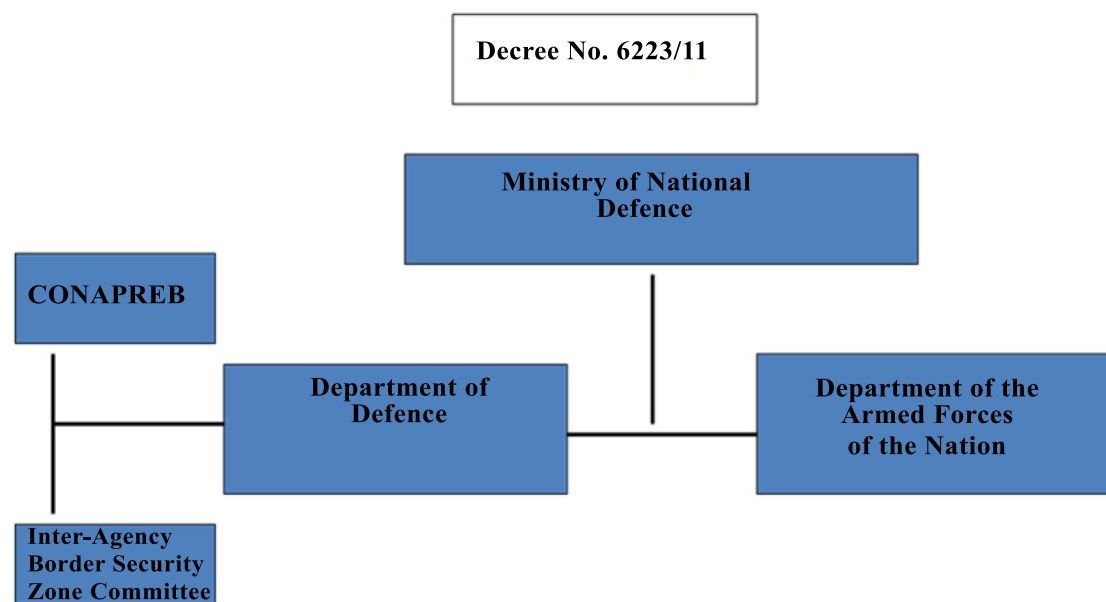 Decree No. 6223/11
Ministry of National
Defence
CONAPREB
Department of
Defence
Department of the
Armed Forces
of the Nation
Inter-Agency
Border Security
Zone Committee